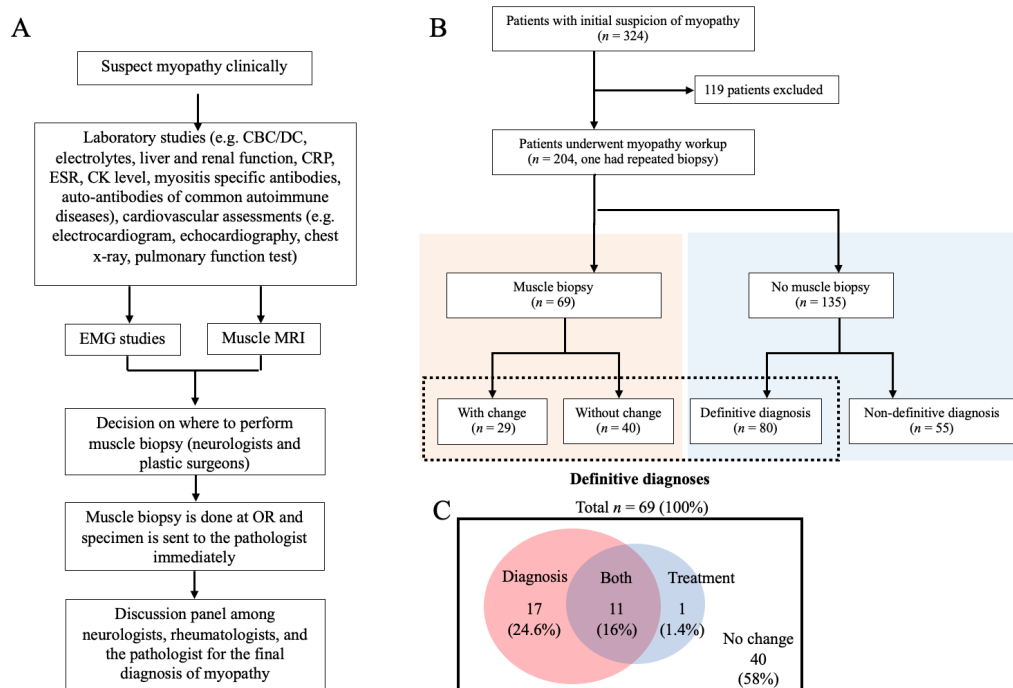 A
Suspect myopathy clinically
Laboratory studies (e.g. CBC/DC,
electrolytes, liver and renal function, CRP,
ESR, CK level, myositis specific antibodies,
auto-antibodies of common autoimmune
diseases), cardiovascular assessments (e.g.
electrocardiogram, echocardiography, chest
x-ray, pulmonary function test)
EMG studies
Muscle MRI
Decision on where to perform
muscle biopsy (neurologists and
plastic surgeons)
Muscle biopsy is done at OR and
specimen is sent to the pathologist
immediately
Discussion panel among
neurologists, rheumatologists, and
the pathologist for the final
diagnosis of myopathy
B
Patients with initial suspicion of myopathy
(n = 324)
119 patients excluded
Patients underwent myopathy workup
(n = 204, one had repeated biopsy)
Muscle biopsy
(n = 69)
No muscle biopsy
(n = 135)
With change
(n = 29)
Without change
(n = 40)
Definitive diagnosis
(n = 80)
Non-definitive diagnosis
(n = 55)
Definitive diagnoses
C
Total n = 69 (100%)
Diagnosis
17
(24.6%)
Both
11
(16%)
Treatment
1
(1.4%)
No change
40
(58%)